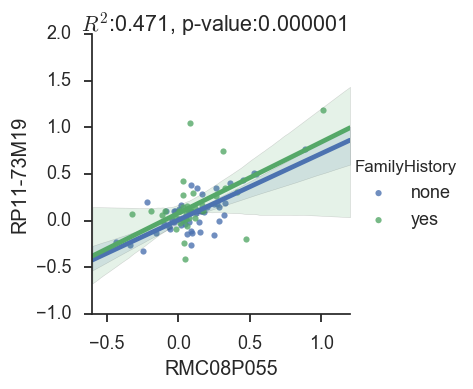 R²:0.471, p-value:0.000001
2.0
1.5
1.0
0.5
0.0
−0.5
−1.0
RP11-73M19
−0.5 0.0 0.5 1.0
RMC08P055
FamilyHistory
none
yes